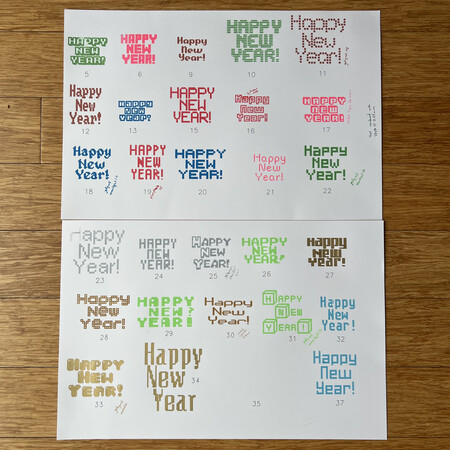 HAPPY
NEW
YEAR!
5
HAPPY
NEW
YEAR!
6
Happy
New
Year!
9
HAPPY
NEW
YEAR!
10
Happy
New
Year!
11
Happy
New
Year!
12
HAPPY
NEW
YEAR?
13
HAPPY
NEW
YEAR!
15
Happy
New
Year!
16
HAPPY
NEW
YEAR!
17
Happy
New
Year!
18
HAPPY
NEW
YEAR!
19
HAPPY
NEW
YEAR!
20
Happy
New
Year!
21
Happy
New
Year!
22
Happy
New
Year!
23
HAPPY
NEW
YEAR!
24
HAPPY
NEW
YEAR!
25
HAPPY
NEW
YEAR!
26
HAPPY
NEW
YEAR!
27
Happy
New
Year!
28
HAPPY
NEW?
YEAR!
29
Happy
New
Year!
30
HAPPY
NEW
YEAR!
31
Happy
New
Year!
32
HAPPY
NEW
YEAR!
33
Happy
New
Year
34
35
Happy
New
Year!
37